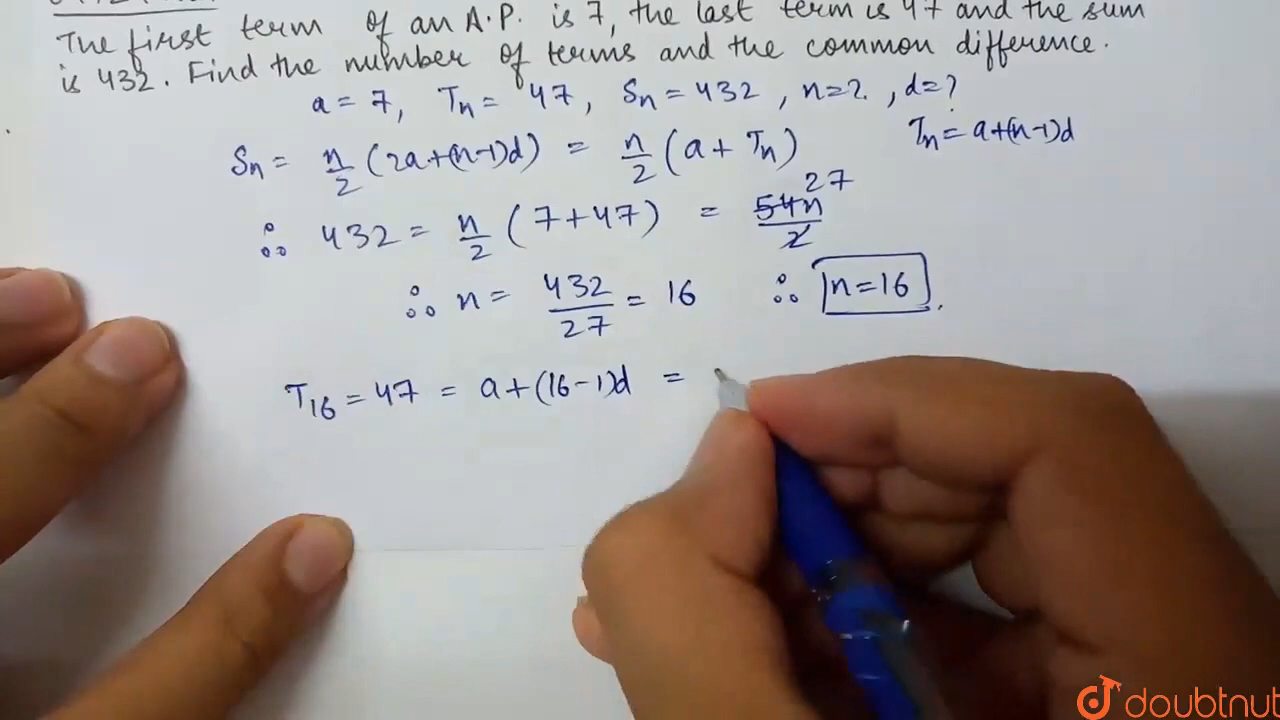 The first term of an A.P. is 7, the last term is 47 and the sum
is 432. Find the number of terms and the common difference.
a = 7, Tn = 47, Sn = 432, n=?, d=?
Sn = n/2 (2a+(n-1)d) = n/2 (a + Tn) Tn = a+(n-1)d
∴ 432 = n/2 (7+47) = 54n/2 27
∴ n = 432/27 = 16 ∴ n=16.
T16 = 47 = a+(16-1)d =
doubtnut